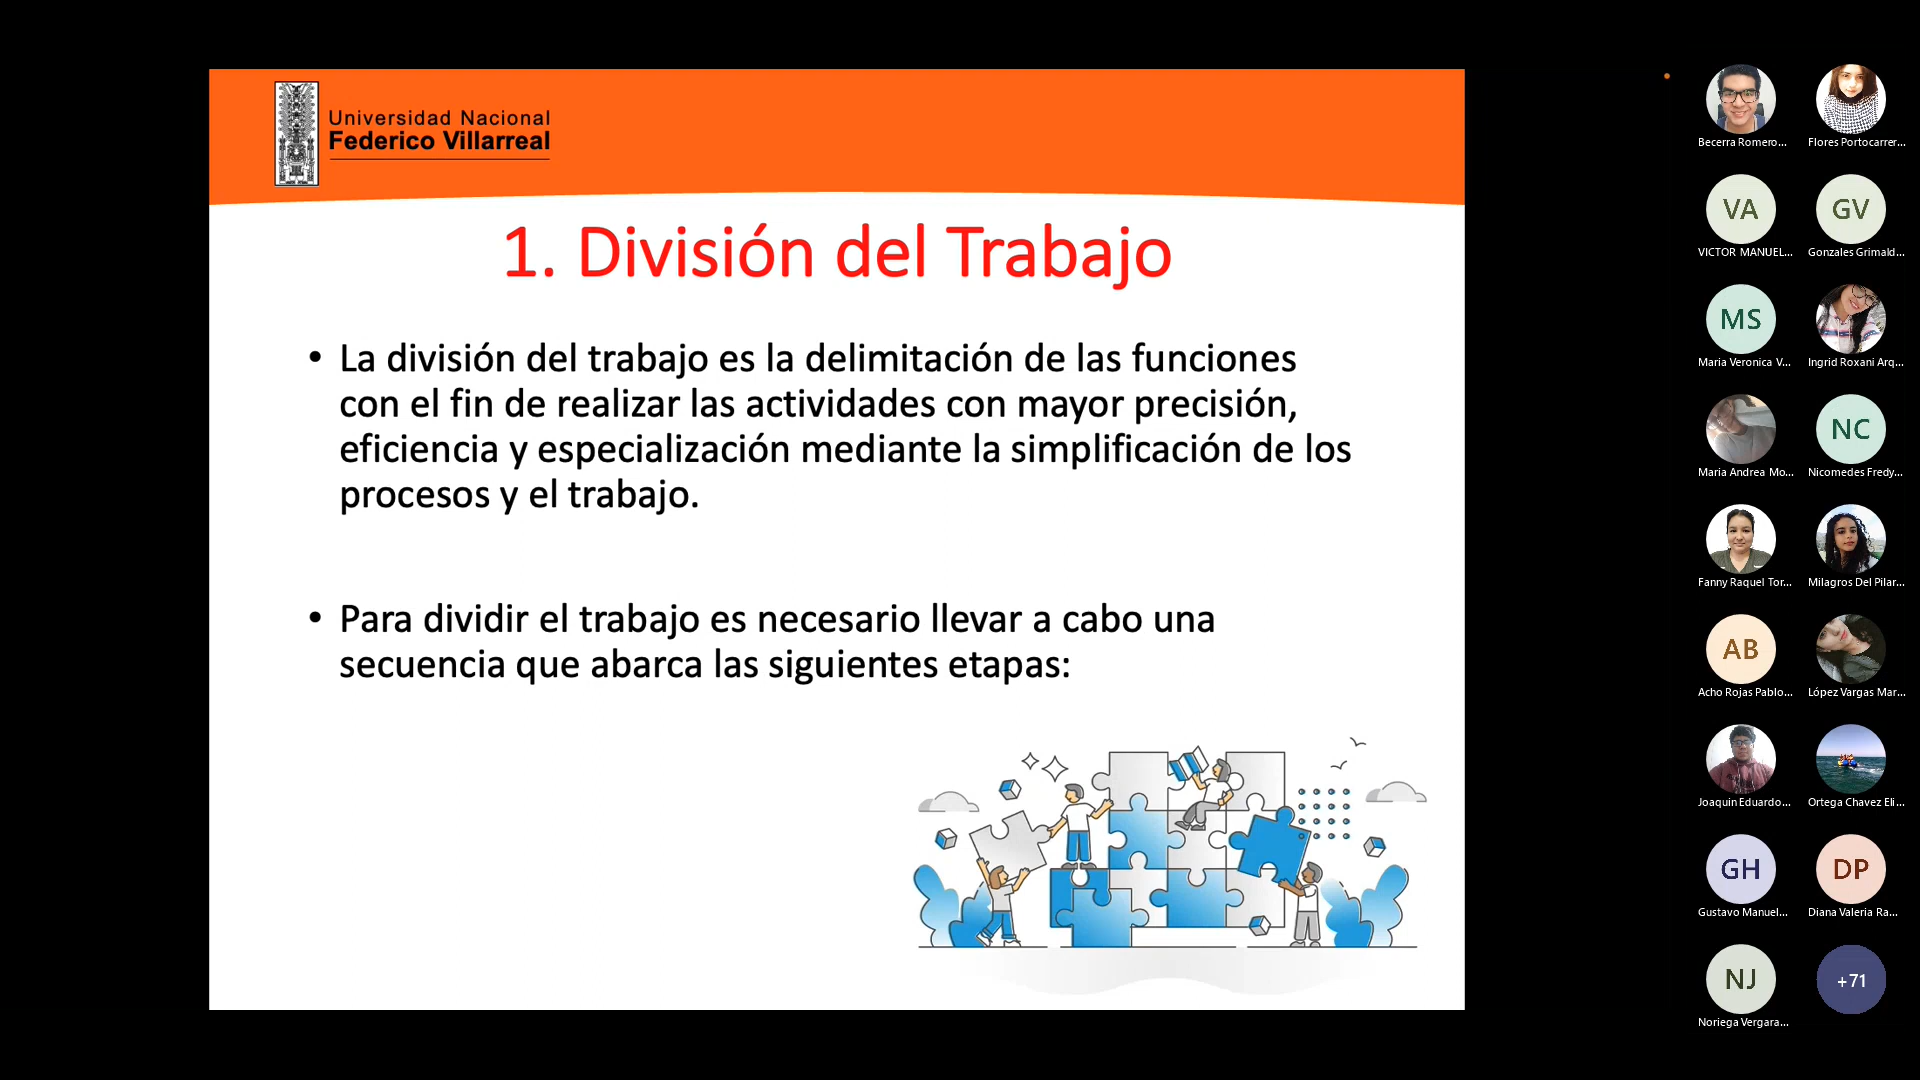 Universidad Nacional
Federico Villarreal
1. División del Trabajo
• La división del trabajo es la delimitación de las funciones
con el fin de realizar las actividades con mayor precisión,
eficiencia y especialización mediante la simplificación de los
procesos y el trabajo.
• Para dividir el trabajo es necesario llevar a cabo una
secuencia que abarca las siguientes etapas:
Becerra Romero...
Flores Portocarrer...
VA
GV
VICTOR MANUEL...
Gonzales Grimald...
MS
Maria Veronica V...
Ingrid Roxani Arq...
NC
Maria Andrea Mo...
Nicomedes Fredy...
Fanny Raquel Tor...
Milagros Del Pilar...
AB
Acho Rojas Pablo...
López Vargas Mar...
Joaquin Eduardo...
Ortega Chavez Eli...
GH
DP
Gustavo Manuel...
Diana Valeria Ra...
NJ
+71
Noriega Vergara...